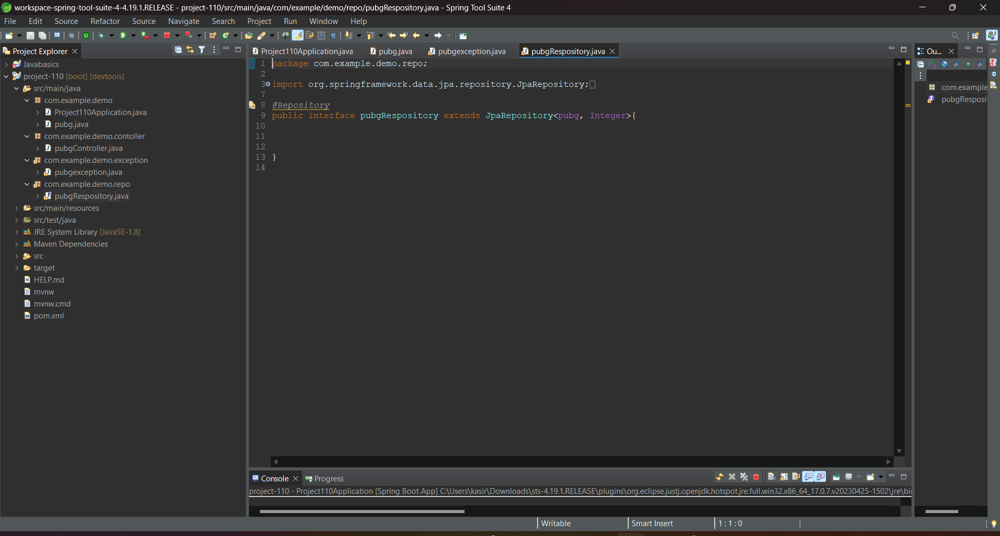 workspace-spring-tool-suite-4-4.19.1.RELEASE - project-110/src/main/java/com/example/demo/repo/pubgRespository.java - Spring Tool Suite 4
File Edit Source Refactor Source Navigate Search Project Run Window Help
Project Explorer
Project110Application.java pubg.java pubgexception.java pubgRespository.java
Ou...
Javabasics
project-110 [boot] [devtools]
src/main/java
com.example.demo
Project110Application.java
pubg.java
com.example.demo.contoller
pubgController.java
com.example.demo.exception
pubgexception.java
com.example.demo.repo
pubgRespository.java
src/main/resources
src/test/java
JRE System Library [JavaSE-1.8]
Maven Dependencies
src
target
HELP.md
mvnw
mvnw.cmd
pom.xml
1 package com.example.demo.repo;
2
3 import org.springframework.data.jpa.repository.JpaRepository;
7
8 @Repository
9 public interface pubgRespository extends JpaRepository<pubg, Integer>{
10
11
12
13 }
14
com.example
pubgResposit
Console Progress
project-110 - Project110Application [Spring Boot App] C:\Users\kasir\Downloads\sts-4.19.1.RELEASE\plugins\org.eclipse.justj.openjdk.hotspot.jre.full.win32.x86_64_17.0.7.v20230425-1502\jre\bi
Writable Smart Insert 1 : 1 : 0